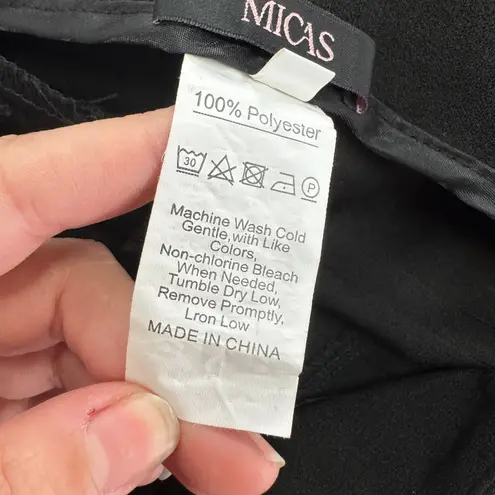 MICAS
100% Polyester
30 P
Machine Wash Cold
Gentle,with Like
Colors,
Non-chlorine Bleach
When Needed,
Tumble Dry Low,
Remove Promptly,
Lron Low
MADE IN CHINA